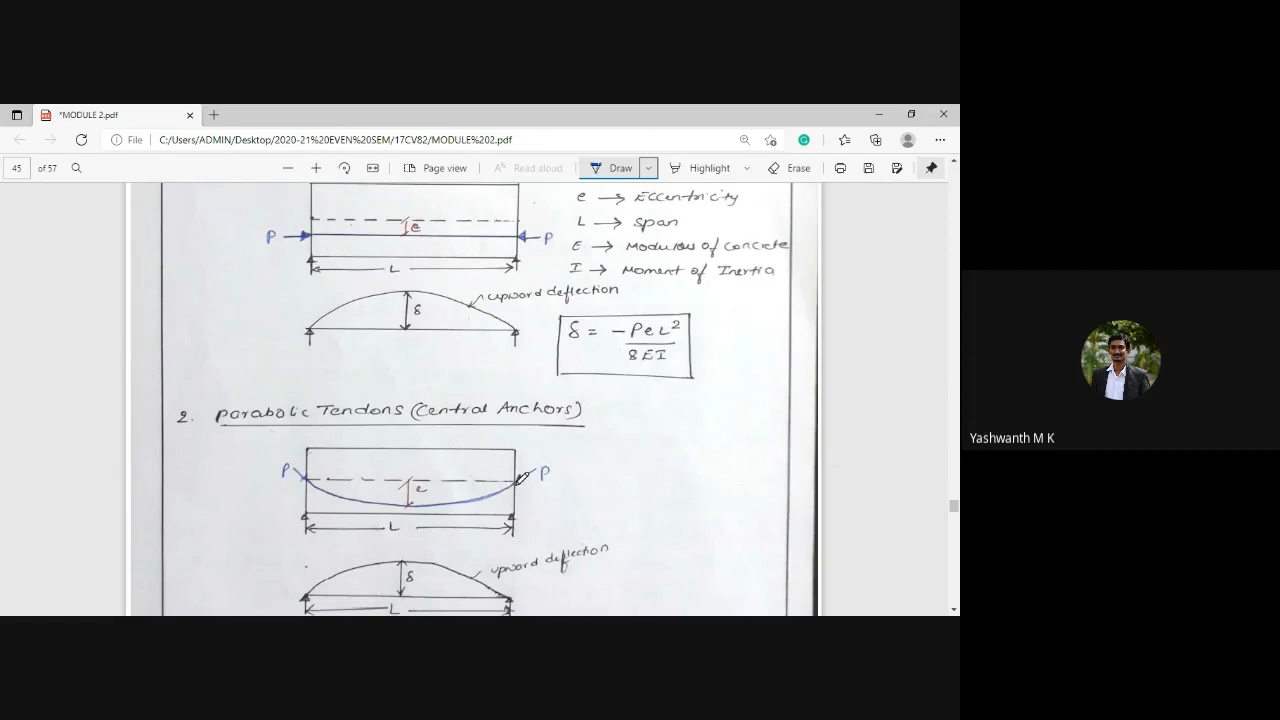 *MODULE 2.pdf
File C:/Users/ADMIN/Desktop/2020-21%20EVEN%20SEM/17CV82/MODULE%202.pdf
45 of 57 Page view Read aloud Draw Highlight Erase
e → Eccentricity
L → span
E → Modulous of concrete
I → Moment of Inertia
e
P P
L
upward deflection
δ
δ = -PeL²
8EI
2. Parabolic Tendons (Central Anchors)
P P
e
L
upward deflection
δ
L
Yashwanth M K